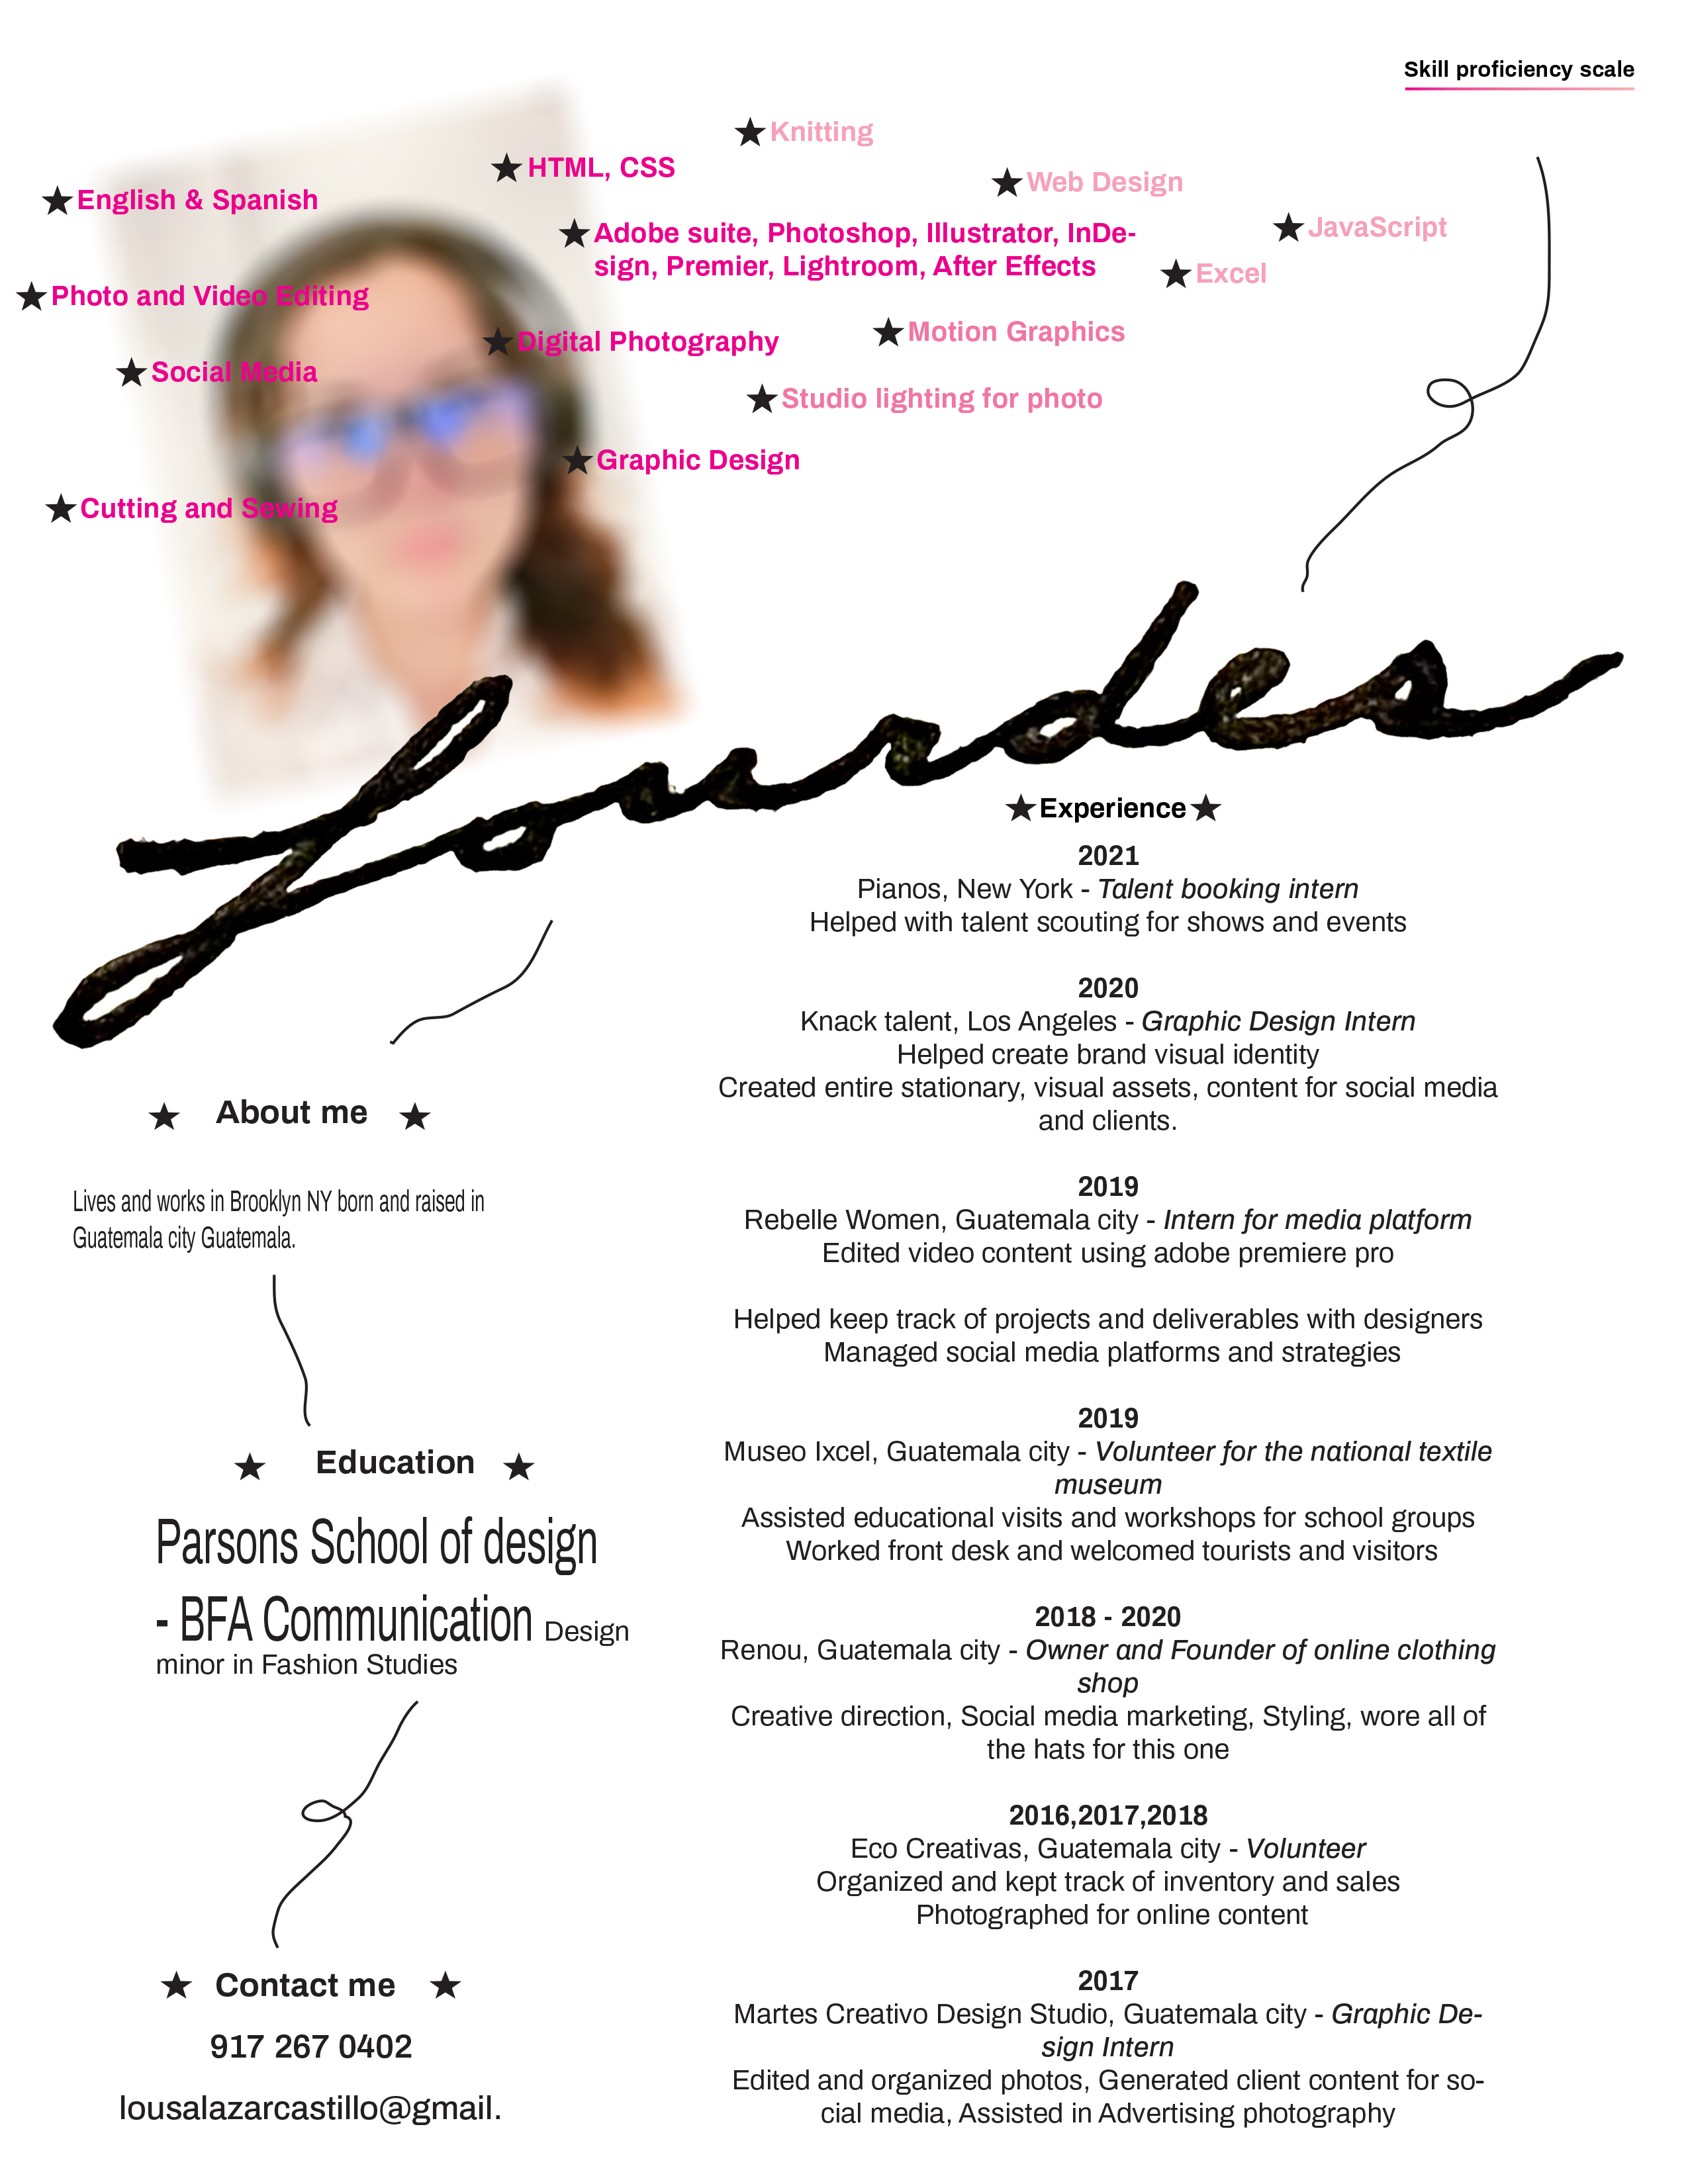 Skill proficiency scale
Knitting
HTML, CSS
Web Design
English & Spanish
JavaScript
Adobe suite, Photoshop, Illustrator, InDe-
sign, Premier, Lightroom, After Effects
Excel
Photo and Video Editing
Motion Graphics
Digital Photography
Social Media
Studio lighting for photo
Graphic Design
Cutting and Sewing
Lourdes
About me
Lives and works in Brooklyn NY born and raised in
Guatemala city Guatemala.
Education
Parsons School of design
- BFA Communication Design
minor in Fashion Studies
Contact me
917 267 0402
lousalazarcastillo@gmail.
Experience
2021
Pianos, New York - Talent booking intern
Helped with talent scouting for shows and events
2020
Knack talent, Los Angeles - Graphic Design Intern
Helped create brand visual identity
Created entire stationary, visual assets, content for social media
and clients.
2019
Rebelle Women, Guatemala city - Intern for media platform
Edited video content using adobe premiere pro
Helped keep track of projects and deliverables with designers
Managed social media platforms and strategies
2019
Museo Ixcel, Guatemala city - Volunteer for the national textile
museum
Assisted educational visits and workshops for school groups
Worked front desk and welcomed tourists and visitors
2018 - 2020
Renou, Guatemala city - Owner and Founder of online clothing
shop
Creative direction, Social media marketing, Styling, wore all of
the hats for this one
2016,2017,2018
Eco Creativas, Guatemala city - Volunteer
Organized and kept track of inventory and sales
Photographed for online content
2017
Martes Creativo Design Studio, Guatemala city - Graphic De-
sign Intern
Edited and organized photos, Generated client content for so-
cial media, Assisted in Advertising photography